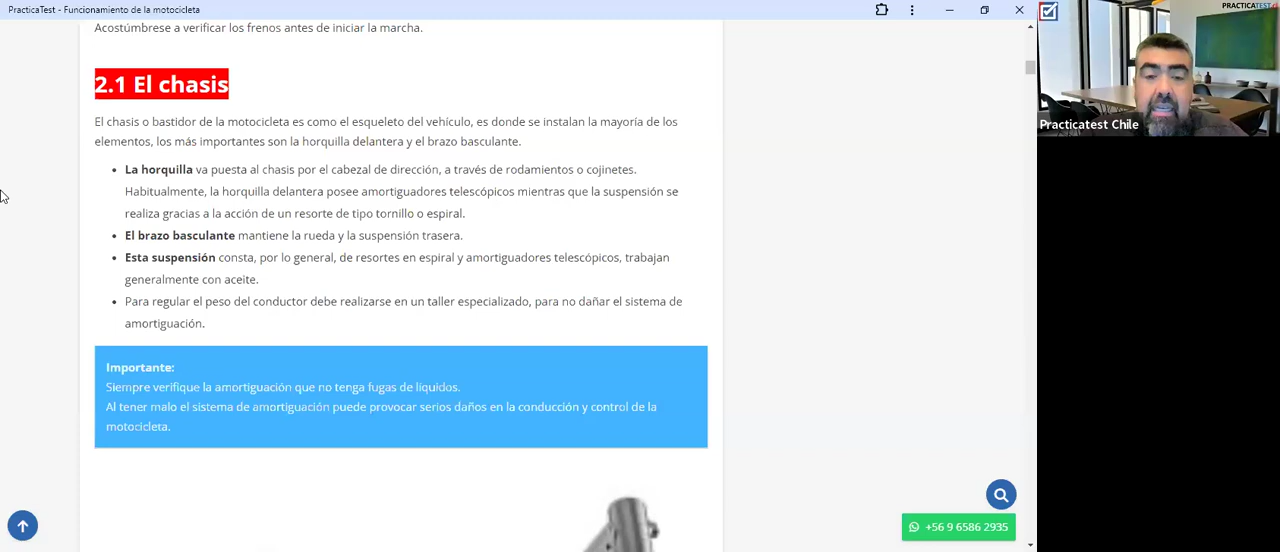 PracticaTest - Funcionamiento de la motocicleta
PRACTICATEST.cl
Acostúmbrese a verificar los frenos antes de iniciar la marcha.
2.1 El chasis
El chasis o bastidor de la motocicleta es como el esqueleto del vehículo, es donde se instalan la mayoría de los
elementos, los más importantes son la horquilla delantera y el brazo basculante.
La horquilla va puesta al chasis por el cabezal de dirección, a través de rodamientos o cojinetes.
Habitualmente, la horquilla delantera posee amortiguadores telescópicos mientras que la suspensión se
realiza gracias a la acción de un resorte de tipo tornillo o espiral.
El brazo basculante mantiene la rueda y la suspensión trasera.
Esta suspensión consta, por lo general, de resortes en espiral y amortiguadores telescópicos, trabajan
generalmente con aceite.
Para regular el peso del conductor debe realizarse en un taller especializado, para no dañar el sistema de
amortiguación.
Importante:
Siempre verifique la amortiguación que no tenga fugas de líquidos.
Al tener malo el sistema de amortiguación puede provocar serios daños en la conducción y control de la
motocicleta.
+56 9 6586 2935
Practicatest Chile